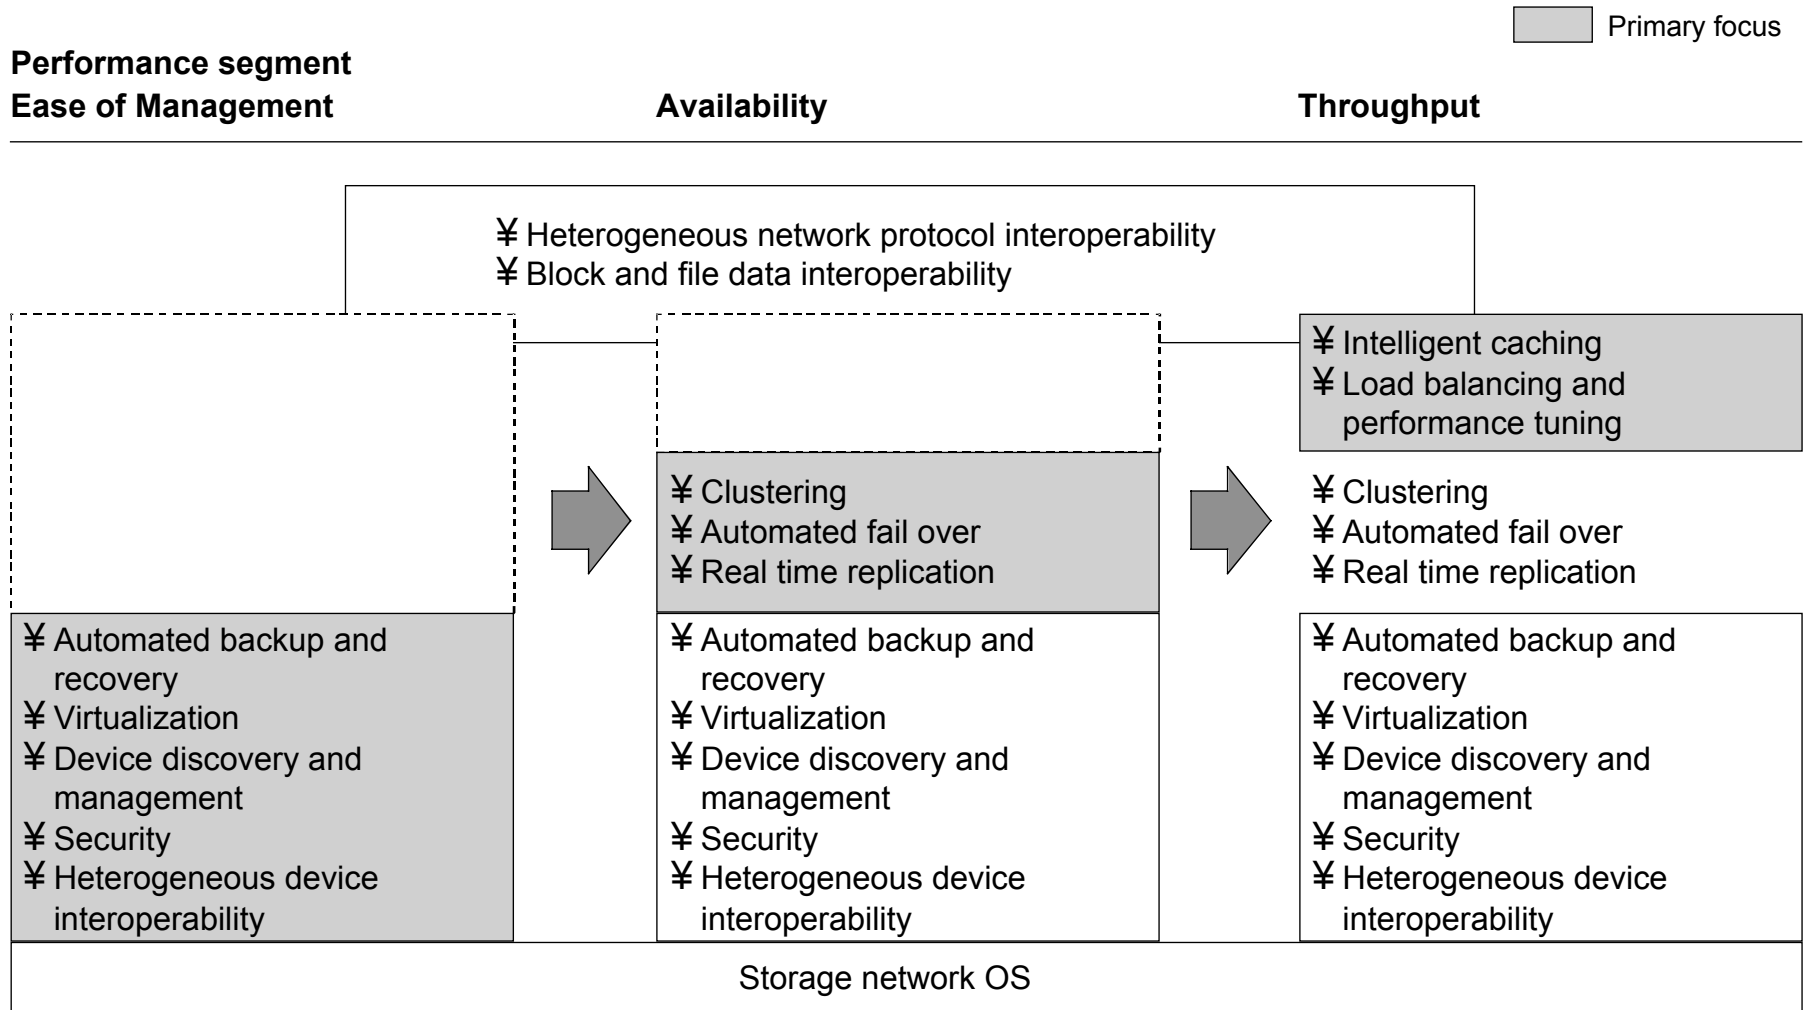 Primary focus
Performance segment
Ease of Management
Availability
Throughput
¥ Heterogeneous network protocol interoperability
¥ Block and file data interoperability
¥ Intelligent caching
¥ Load balancing and
performance tuning
¥ Clustering
¥ Automated fail over
¥ Real time replication
¥ Clustering
¥ Automated fail over
¥ Real time replication
¥ Automated backup and
recovery
¥ Virtualization
¥ Device discovery and
management
¥ Security
¥ Heterogeneous device
interoperability
¥ Automated backup and
recovery
¥ Virtualization
¥ Device discovery and
management
¥ Security
¥ Heterogeneous device
interoperability
¥ Automated backup and
recovery
¥ Virtualization
¥ Device discovery and
management
¥ Security
¥ Heterogeneous device
interoperability
Storage network OS